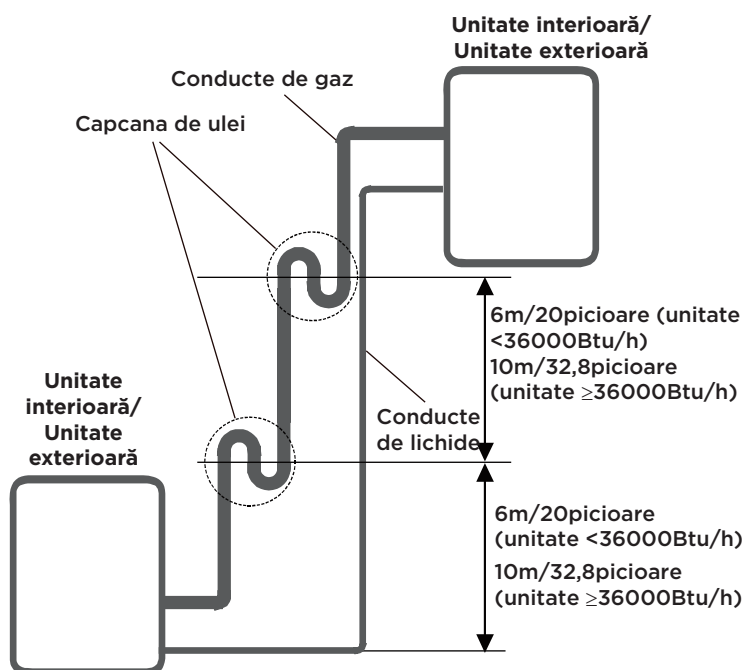 Unitate interioară/
Unitate exterioară
Conducte de gaz
Capcana de ulei
6m/20picioare (unitate
<36000Btu/h)
10m/32,8picioare
(unitate ≥36000Btu/h)
Conducte
de lichide
Unitate
interioară/
Unitate
exterioară
6m/20picioare
(unitate <36000Btu/h)
10m/32,8picioare
(unitate ≥36000Btu/h)